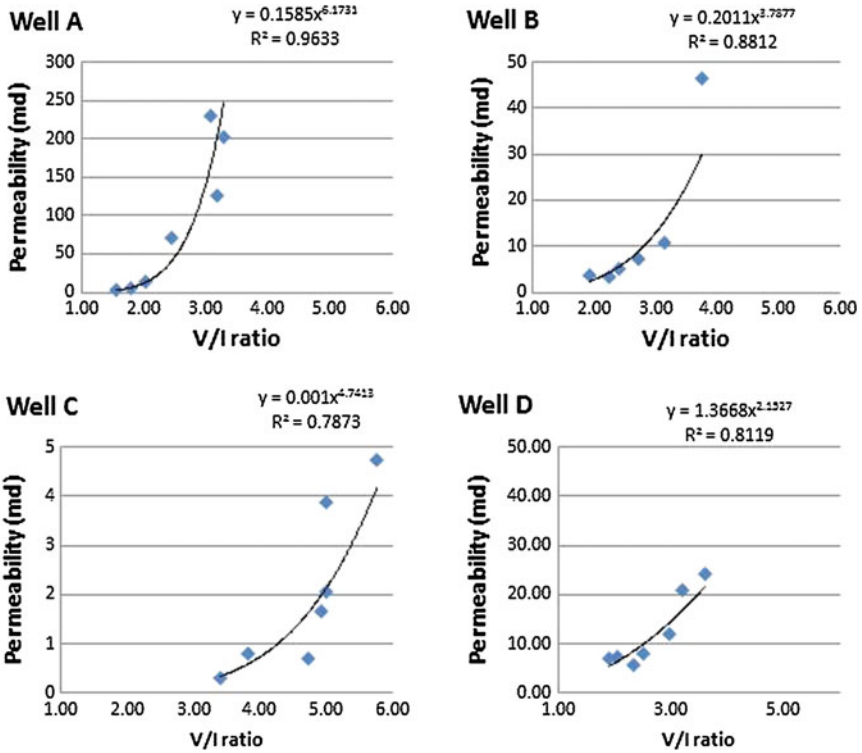 Well A
y = 0.1585x^6.1731
R² = 0.9633
Permeability (md)
300
250
200
150
100
50
0
1.00 2.00 3.00 4.00 5.00 6.00
V/I ratio
Well B
y = 0.2011x^3.7877
R² = 0.8812
Permeability (md)
50
40
30
20
10
0
1.00 2.00 3.00 4.00 5.00 6.00
V/I ratio
Well C
y = 0.001x^4.7413
R² = 0.7873
Permeability (md)
5
4
3
2
1
0
1.00 2.00 3.00 4.00 5.00 6.00
V/I ratio
Well D
y = 1.3668x^2.1527
R² = 0.8119
Permeability (md)
50.00
40.00
30.00
20.00
10.00
0.00
1.00 3.00 5.00
V/I ratio